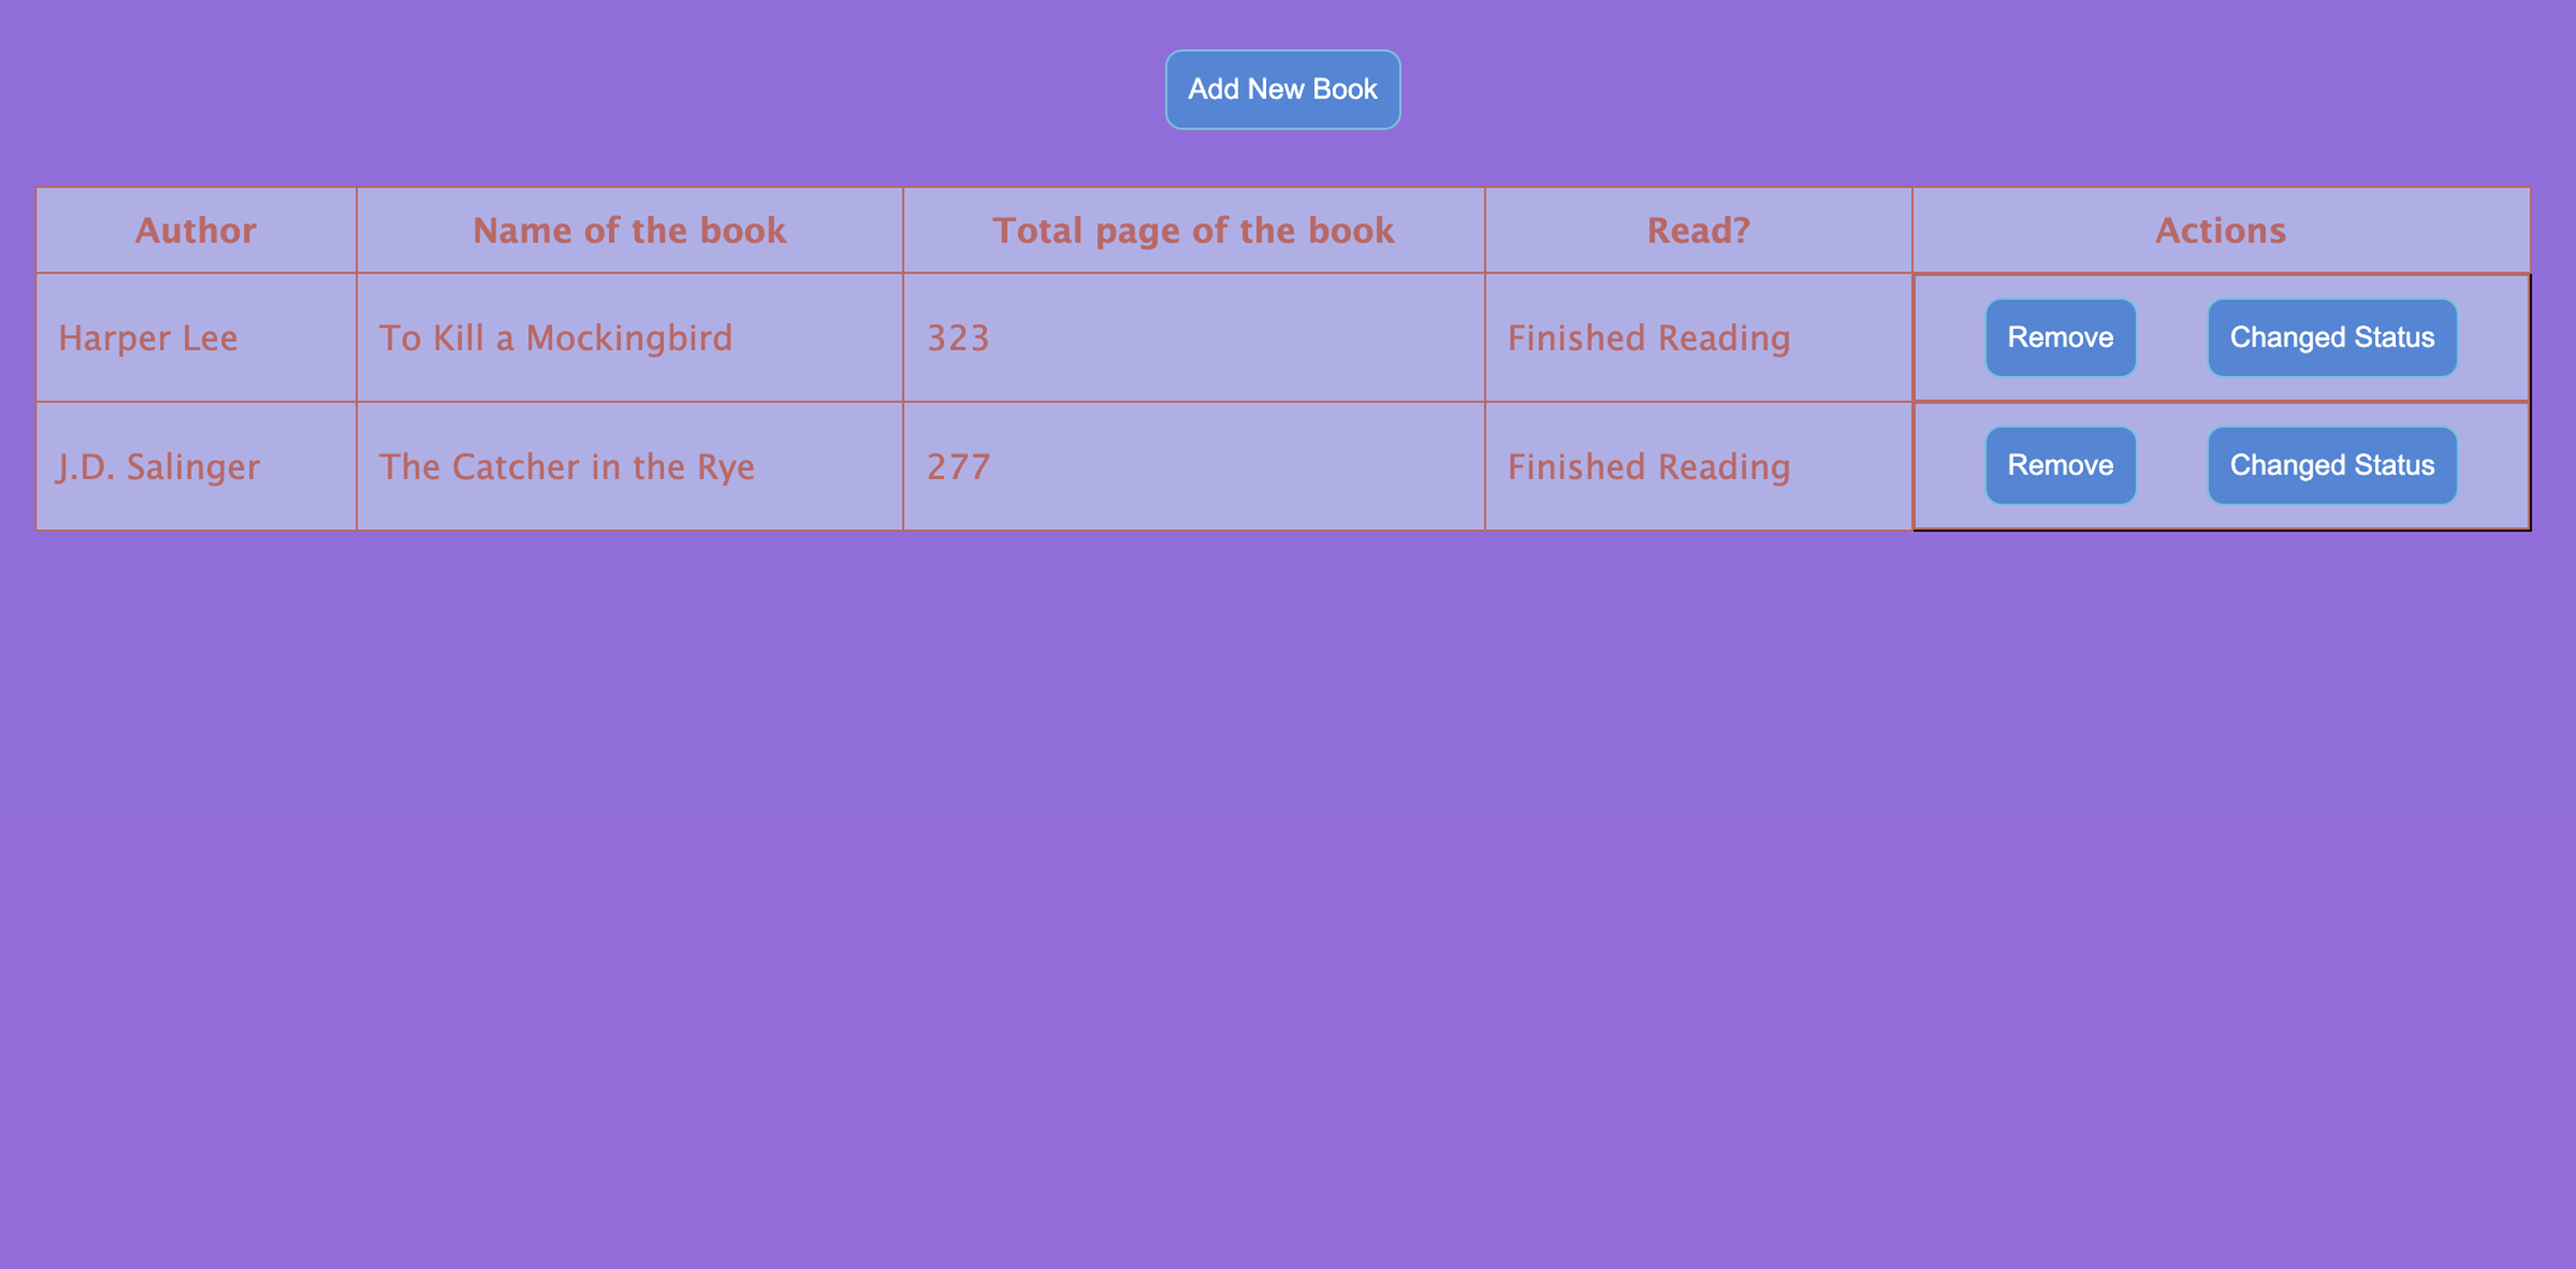 Add New Book
Author Name of the book Total page of the book Read? Actions
Harper Lee To Kill a Mockingbird 323 Finished Reading Remove Changed Status
J.D. Salinger The Catcher in the Rye 277 Finished Reading Remove Changed Status